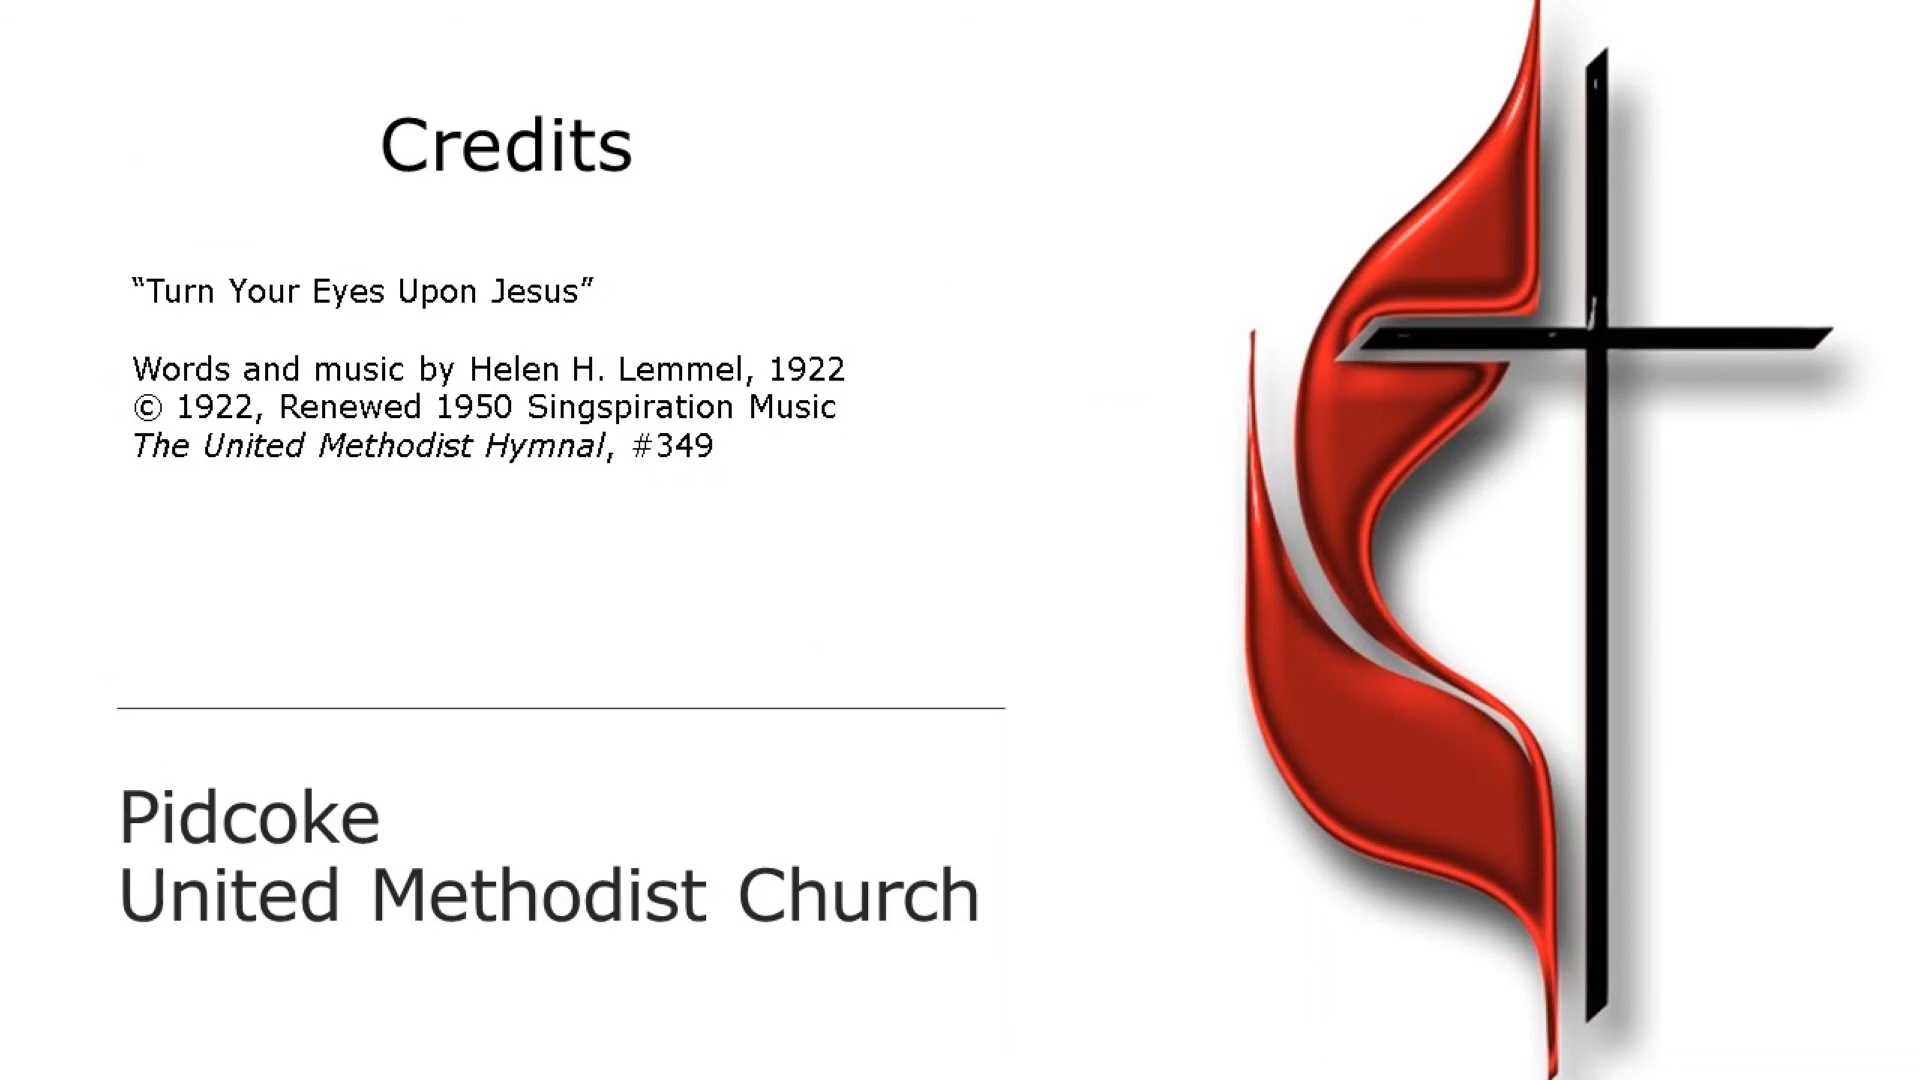 Credits
“Turn Your Eyes Upon Jesus”
Words and music by Helen H. Lemmel, 1922
© 1922, Renewed 1950 Singspiration Music
The United Methodist Hymnal, #349
Pidcoke
United Methodist Church